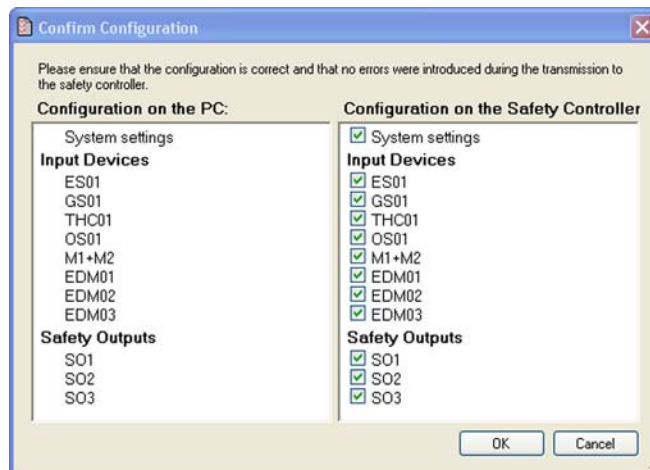 Confirm Configuration
Please ensure that the configuration is correct and that no errors were introduced during the transmission to
the safety controller.
Configuration on the PC:
System settings
Input Devices
ES01
GS01
THC01
OS01
M1+M2
EDM01
EDM02
EDM03
Safety Outputs
SO1
SO2
SO3
Configuration on the Safety Controller
System settings
Input Devices
ES01
GS01
THC01
OS01
M1+M2
EDM01
EDM02
EDM03
Safety Outputs
SO1
SO2
SO3
OK
Cancel